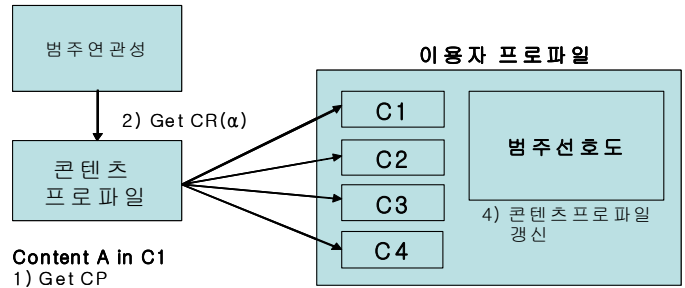 범주연관성
2) Get CR(α)
콘텐츠
프로파일
Content A in C1
1) Get CP
이용자 프로파일
C1
C2
C3
C4
범주선호도
4) 콘텐츠프로파일
갱신